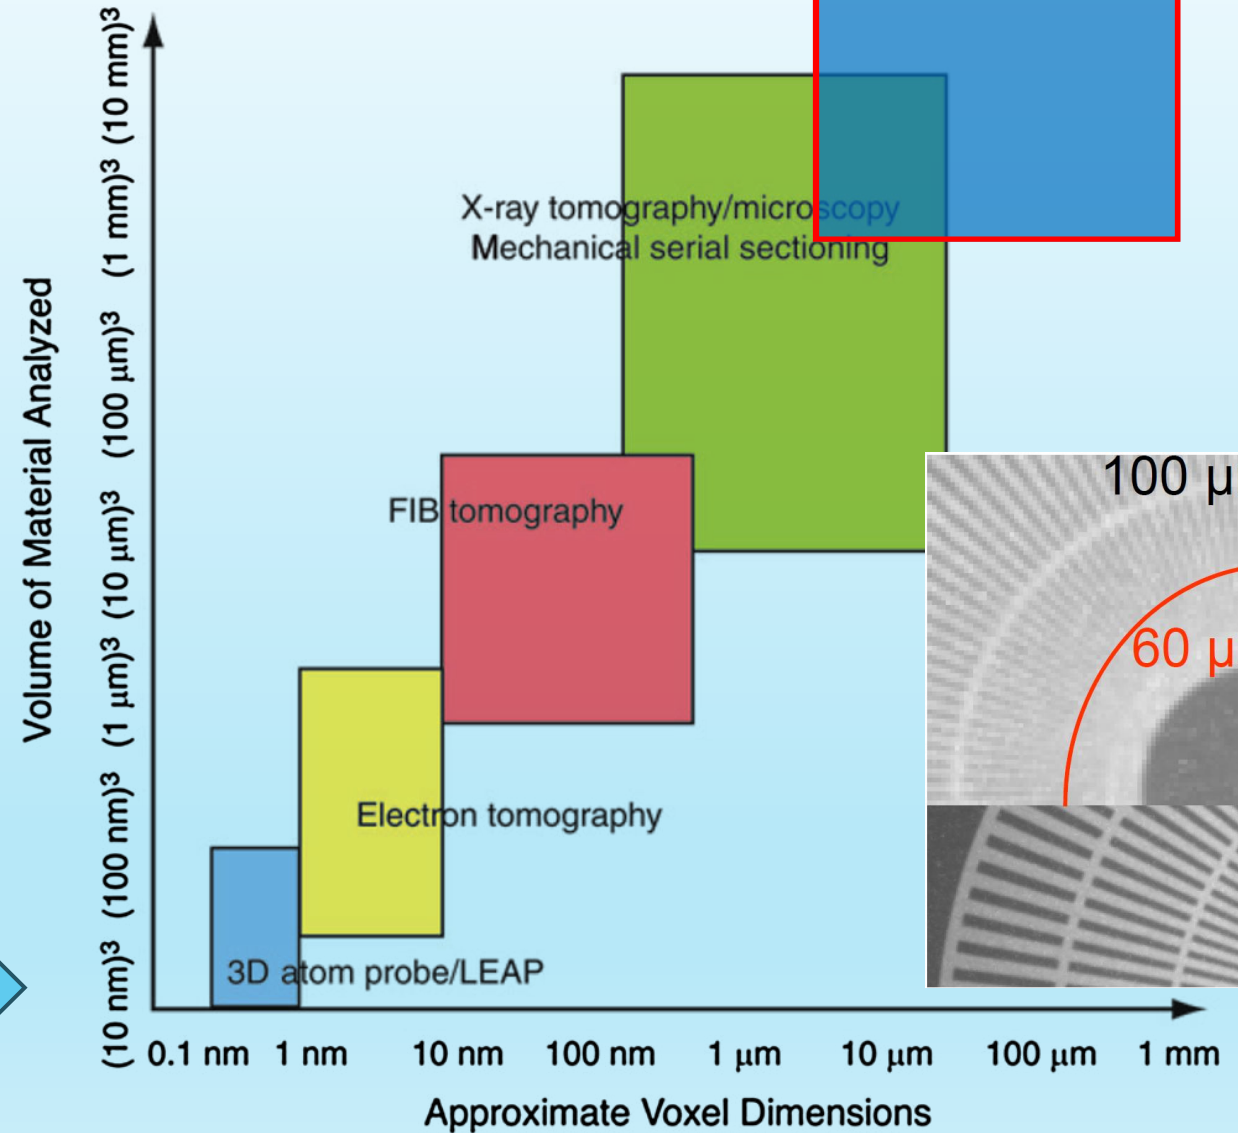 Volume of Material Analyzed
(10 mm)³
(1 mm)³
(100 μm)³
(10 μm)³
(1 μm)³
(100 nm)³
(10 nm)³
X-ray tomography/microscopy
Mechanical serial sectioning
FIB tomography
Electron tomography
3D atom probe/LEAP
100 μ
60 μ
0.1 nm 1 nm 10 nm 100 nm 1 μm 10 μm 100 μm 1 mm
Approximate Voxel Dimensions